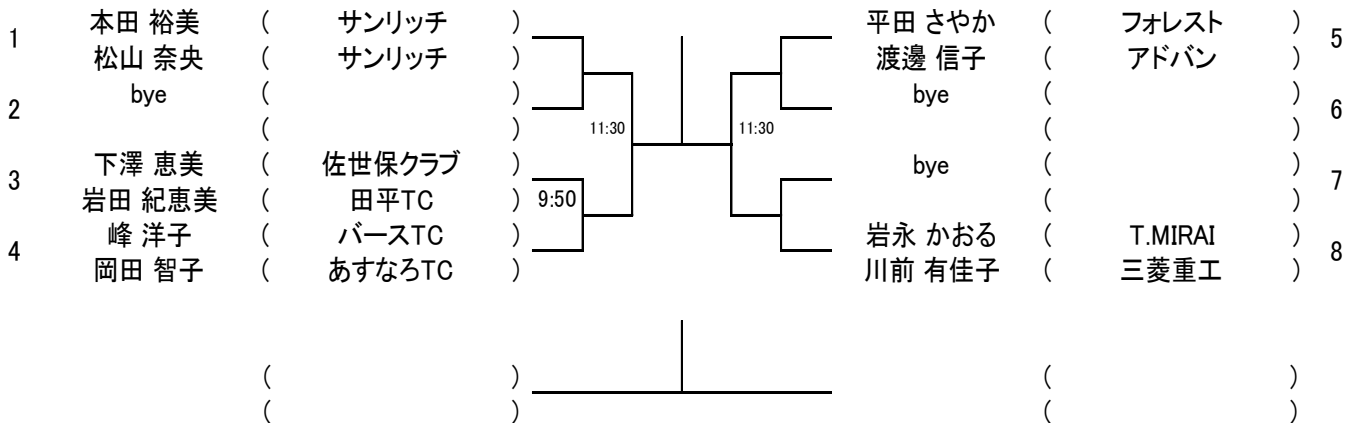 1 本田 裕美 ( サンリッチ ) 平田 さやか ( フォレスト ) 5
松山 奈央 ( サンリッチ ) 渡邊 信子 ( アドバン )
2 bye ( ) bye ( ) 6
( ) 11:30 11:30 ( )
3 下澤 恵美 ( 佐世保クラブ ) bye ( ) 7
岩田 紀恵美 ( 田平TC ) 9:50 ( )
4 峰 洋子 ( バースTC ) 岩永 かおる ( T.MIRAI ) 8
岡田 智子 ( あすなろTC ) 川前 有佳子 ( 三菱重工 )
( ) ( )
( ) ( )